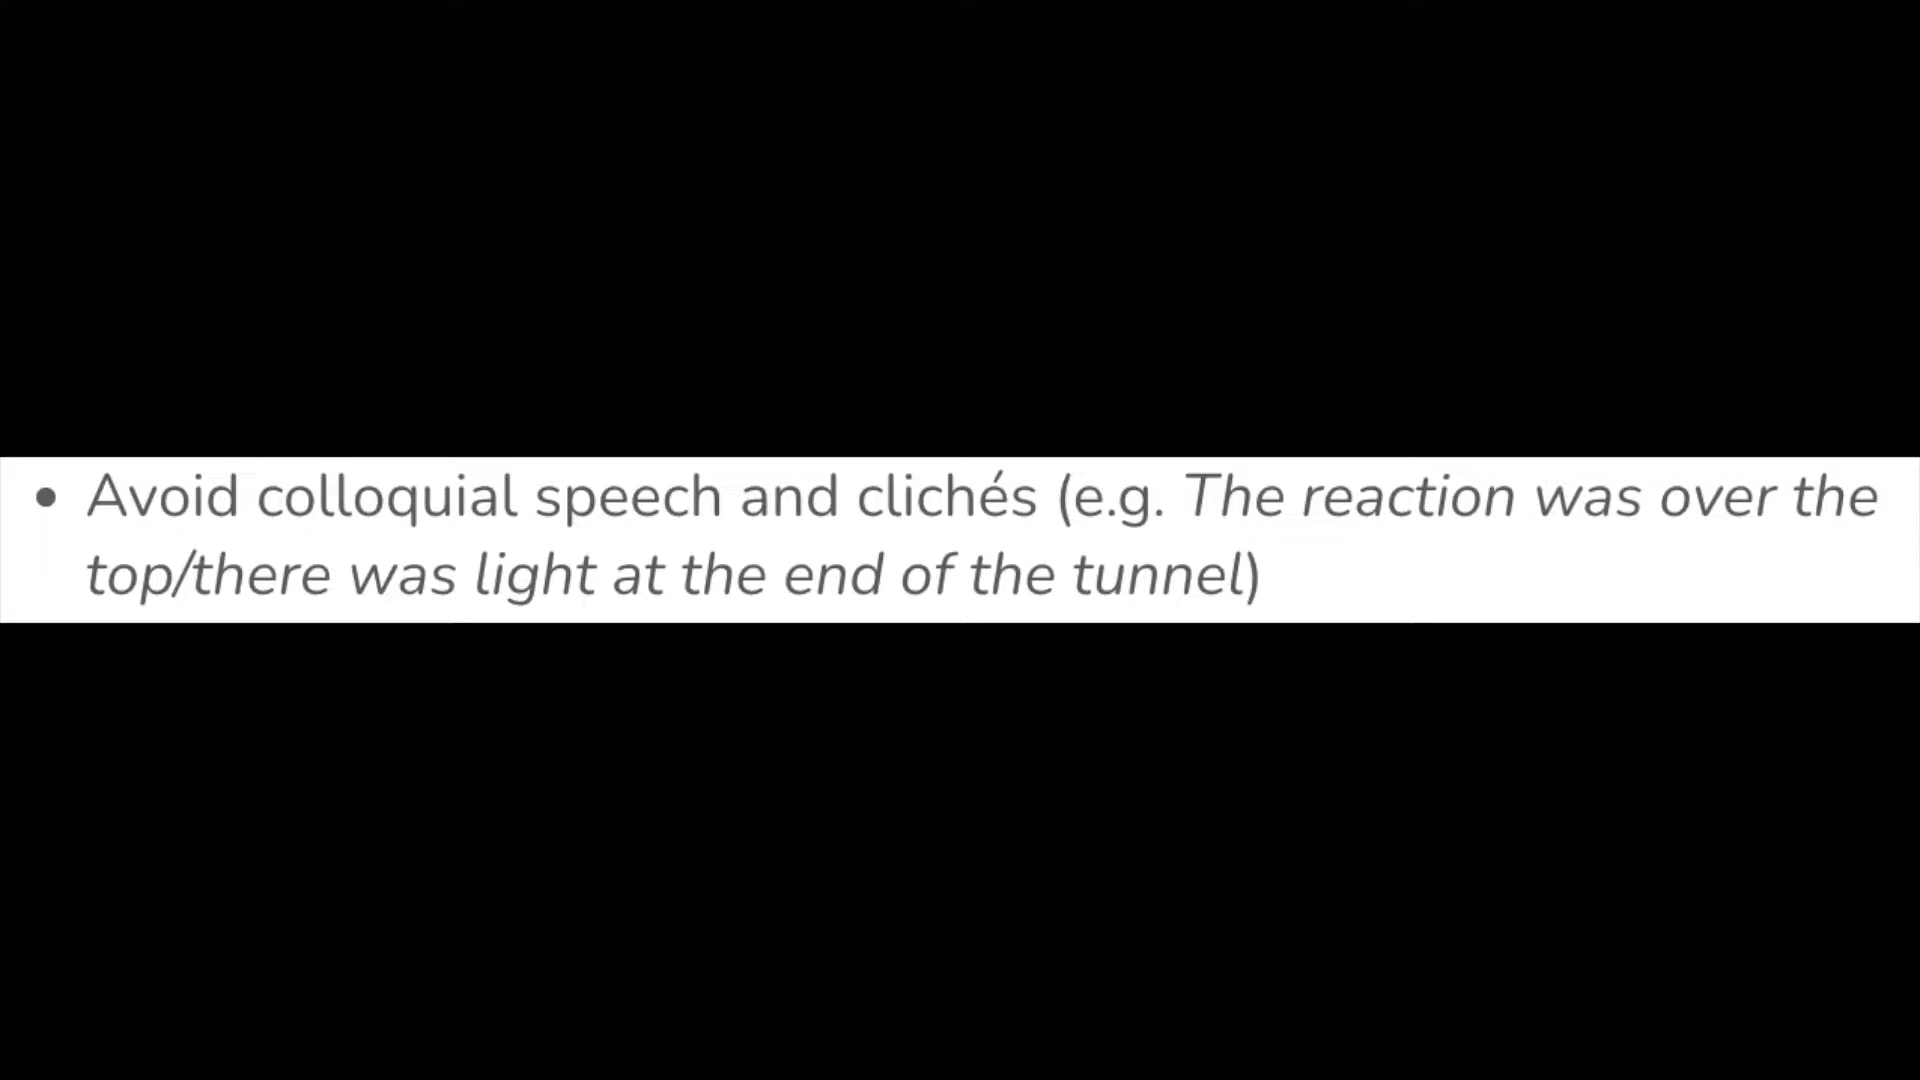 • Avoid colloquial speech and clichés (e.g. The reaction was over the
top/there was light at the end of the tunnel)